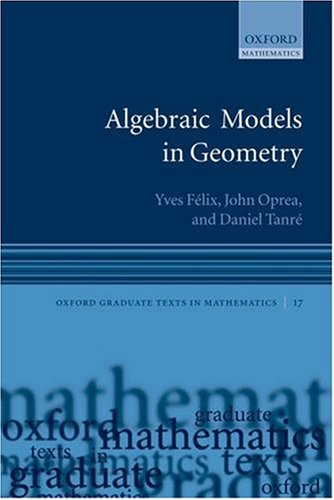 OXFORD
MATHEMATICS
Algebraic Models
in Geometry
Yves Félix, John Oprea,
and Daniel Tanré
OXFORD GRADUATE TEXTS IN MATHEMATICS | 17
mathemat
oxford
graduate
mathematics
texts in
graduate
texts
oxford